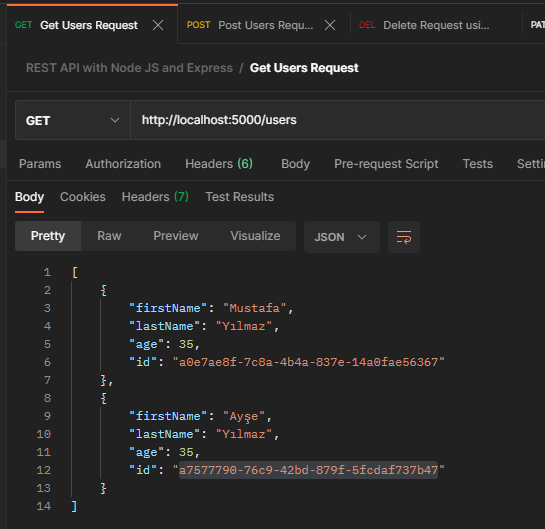 GET Get Users Request POST Post Users Requ... DEL Delete Request usi...
REST API with Node JS and Express / Get Users Request
GET http://localhost:5000/users
Params Authorization Headers (6) Body Pre-request Script Tests
Body Cookies Headers (7) Test Results
Pretty Raw Preview Visualize JSON
1 [
2 {
3 "firstName": "Mustafa",
4 "lastName": "Yılmaz",
5 "age": 35,
6 "id": "a0e7ae8f-7c8a-4b4a-837e-14a0fae56367"
7 },
8 {
9 "firstName": "Ayşe",
10 "lastName": "Yılmaz",
11 "age": 35,
12 "id": "a7577790-76c9-42bd-879f-5fcdaf737b47"
13 }
14 ]